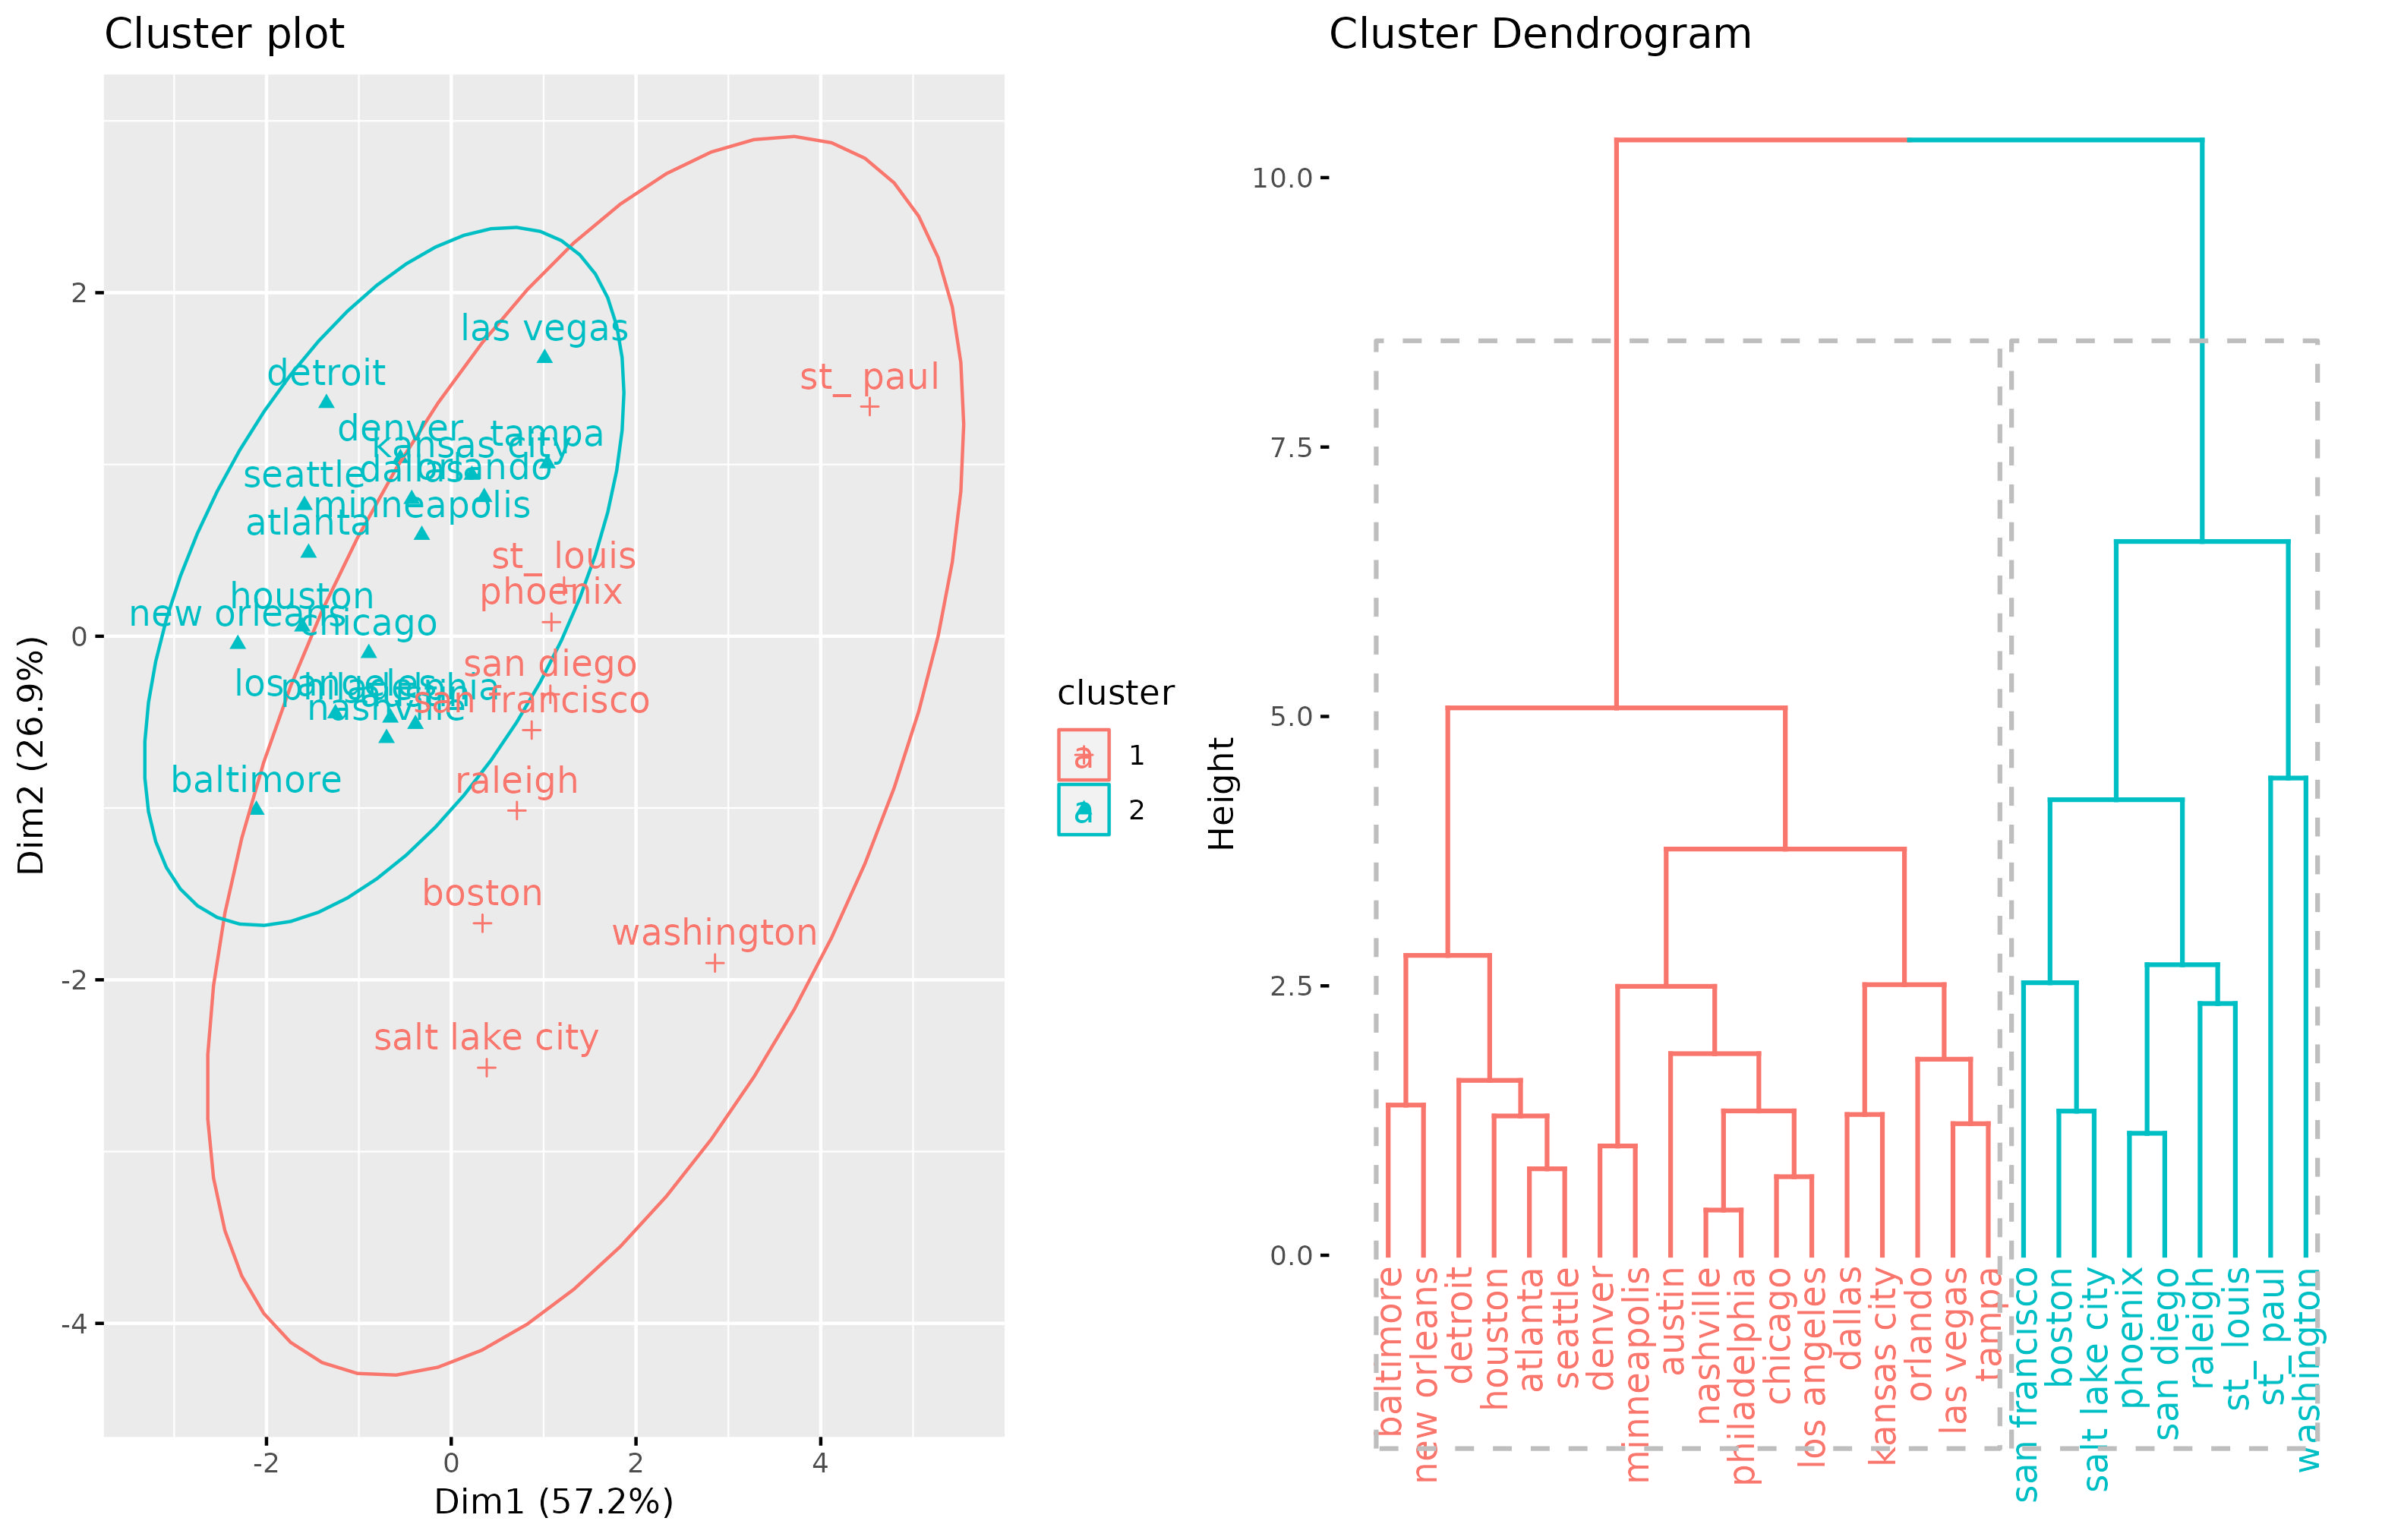 Cluster plot
las vegas
detroit
st_ paul
denver
tampa
kansas city
orlando
dallas
seattle
minneapolis
atlanta
st_ louis
phoenix
houston
new orleans
chicago
san diego
los angeles
philadelphia
san francisco
nashville
baltimore
raleigh
boston
washington
salt lake city
2
0
-2
-4
-2
0
2
4
Dim1 (57.2%)
Dim2 (26.9%)
cluster
a 1
a 2
Cluster Dendrogram
10.0
7.5
5.0
2.5
0.0
Height
baltimore
new orleans
detroit
houston
atlanta
seattle
denver
minneapolis
austin
nashville
philadelphia
chicago
los angeles
dallas
kansas city
orlando
las vegas
tampa
san francisco
boston
salt lake city
phoenix
san diego
raleigh
st_ louis
st_ paul
washington